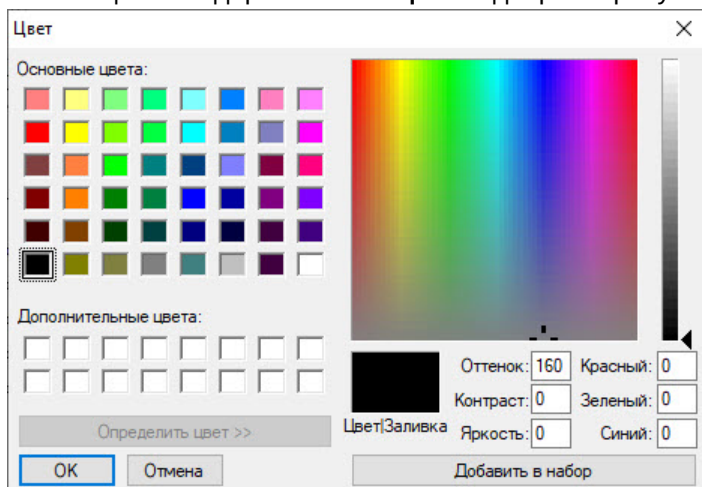 Цвет
Основные цвета:
Дополнительные цвета:
Определить цвет >>
OK
Отмена
Цвет|Заливка
Оттенок: 160
Контраст: 0
Яркость: 0
Красный: 0
Зеленый: 0
Синий: 0
Добавить в набор